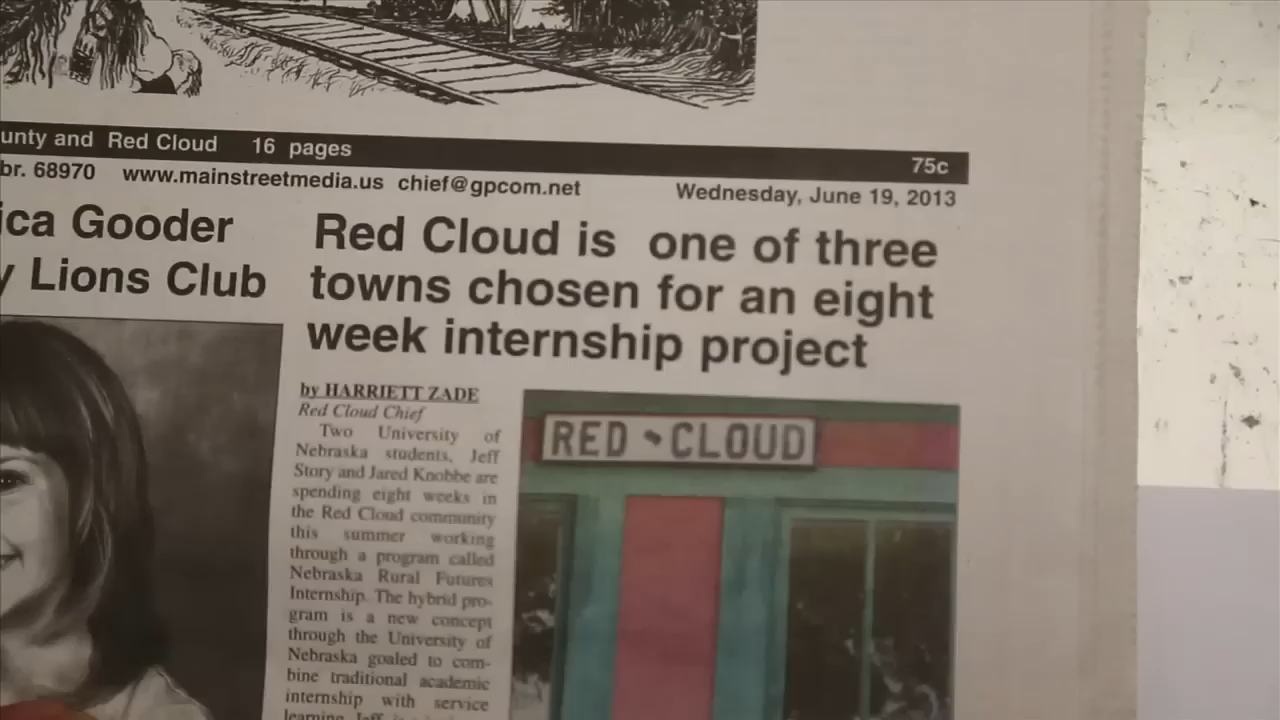 unty and Red Cloud 16 pages 75c
br. 68970 www.mainstreetmedia.us chief@gpcom.net Wednesday, June 19, 2013
ica Gooder
y Lions Club
Red Cloud is one of three
towns chosen for an eight
week internship project
by HARRIETT ZADE
Red Cloud Chief
Two University of
Nebraska students, Jeff
Story and Jared Knobbe are
spending eight weeks in
the Red Cloud community
this summer working
through a program called
Nebraska Rural Futures
Internship. The hybrid pro-
gram is a new concept
through the University of
Nebraska goaled to com-
bine traditional academic
internship with service
learning. Jeff
RED CLOUD